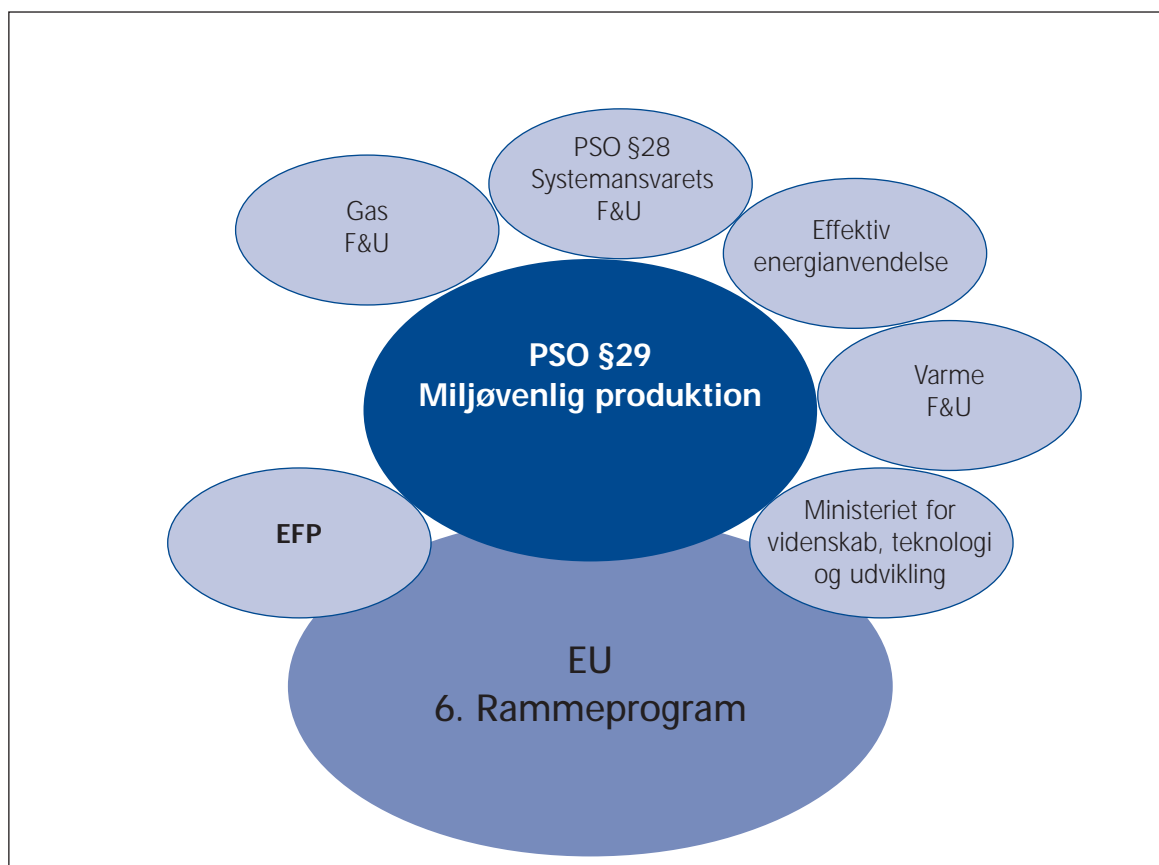 PSO §28
Systemansvarets
F&U
Gas
F&U
Effektiv
energianvendelse
PSO §29
Miljøvenlig produktion
Varme
F&U
EFP
Ministeriet for
videnskab, teknologi
og udvikling
EU
6. Rammeprogram